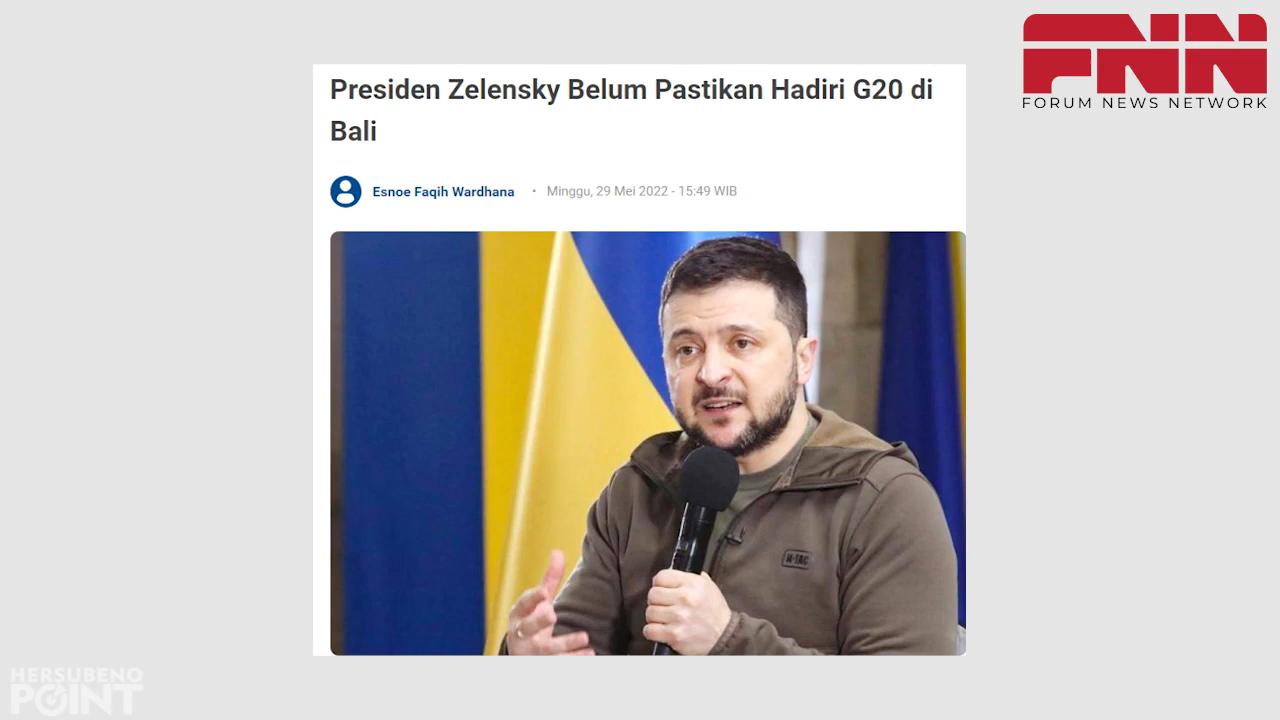 FNN
FORUM NEWS NETWORK
Presiden Zelensky Belum Pastikan Hadiri G20 di
Bali
Esnoe Faqih Wardhana • Minggu, 29 Mei 2022 - 15:49 WIB
M-TAC
HERSUBENO
POINT